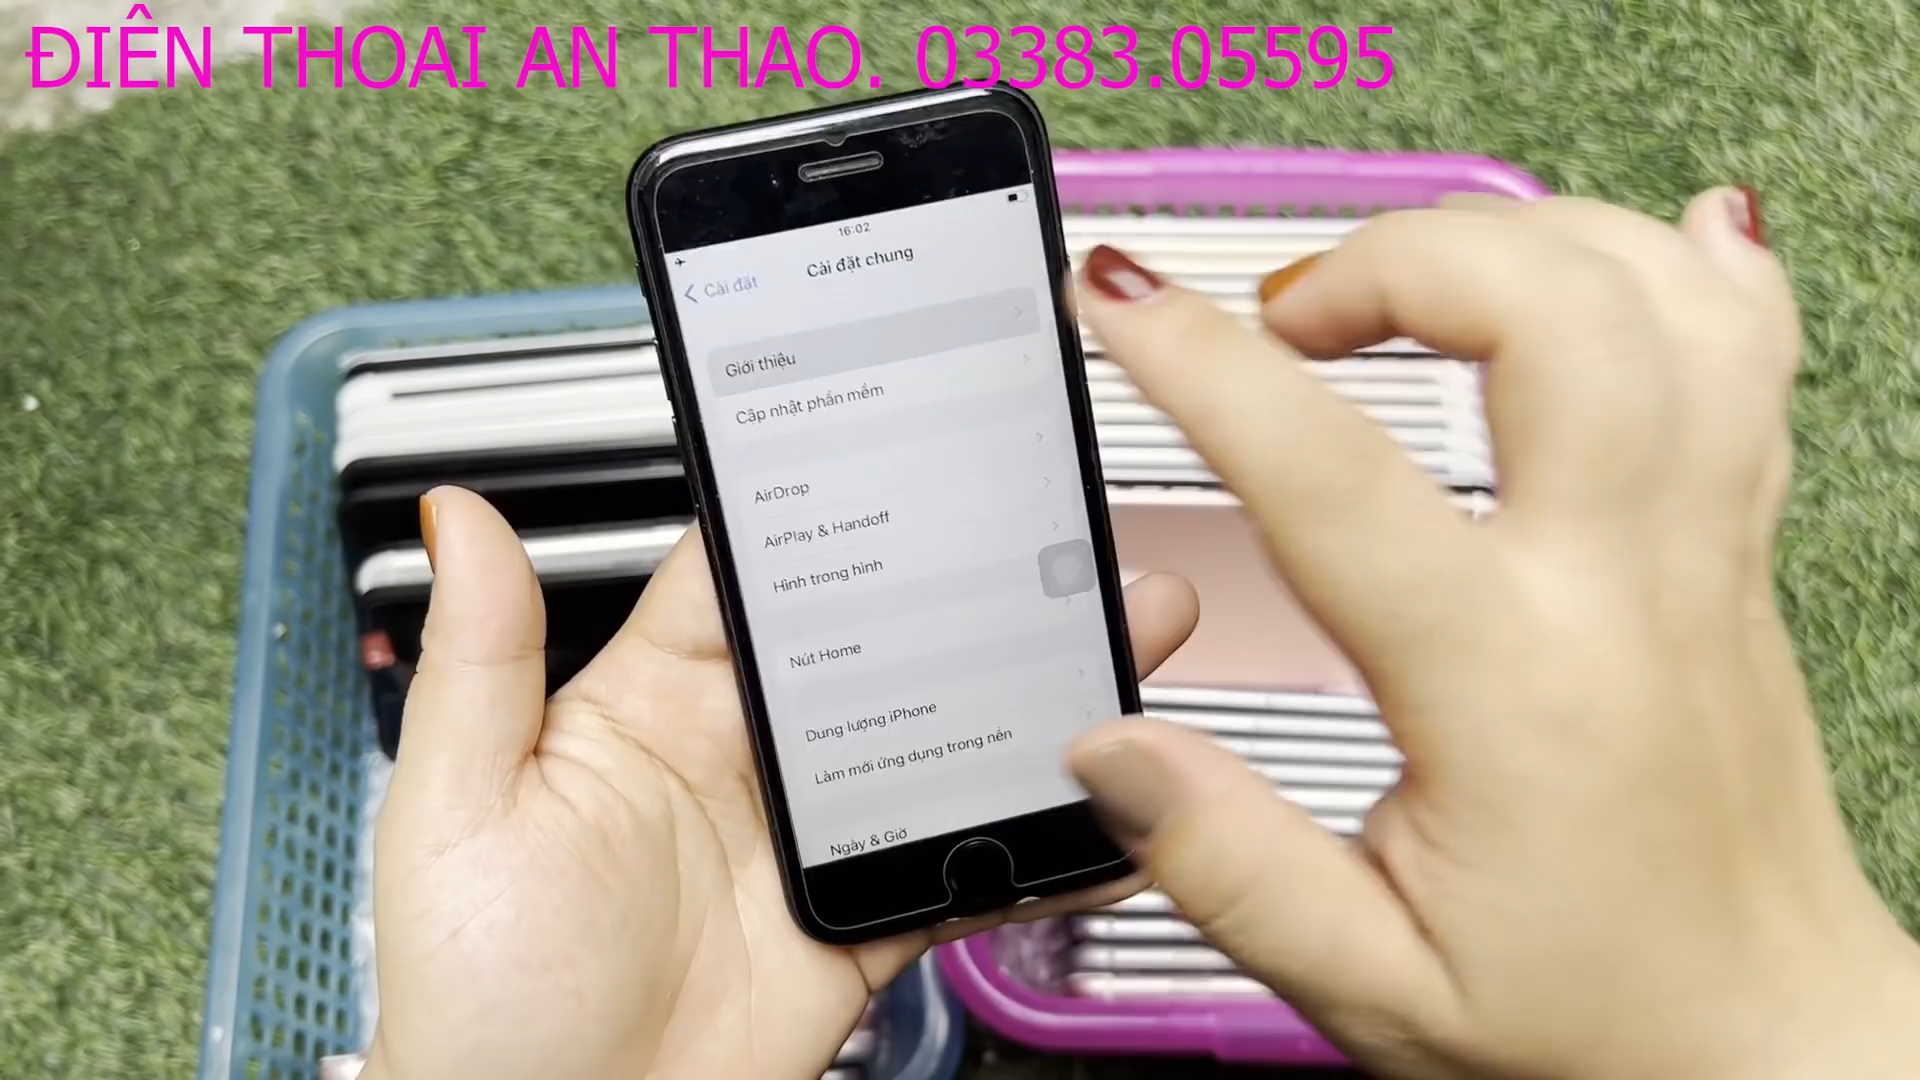 ĐIÊN THOAI AN THAO. 03383.05595
16:02
Cài đặt
Cài đặt chung
Giới thiệu
Cập nhật phần mềm
AirDrop
AirPlay & Handoff
Hình trong hình
Nút Home
Dung lượng iPhone
Làm mới ứng dụng trong nền
Ngày & Giờ